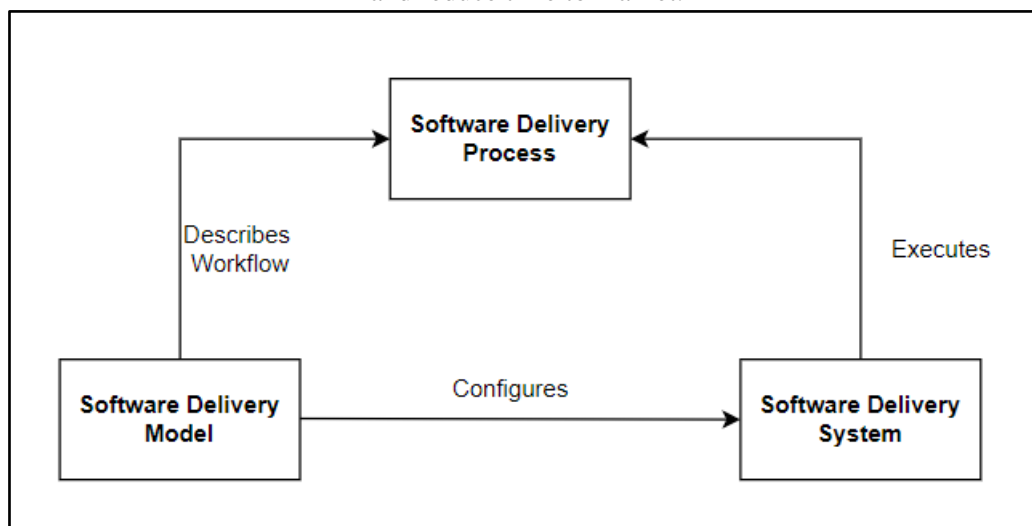 Software Delivery
Process
Describes
Workflow
Executes
Configures
Software Delivery
Model
Software Delivery
System